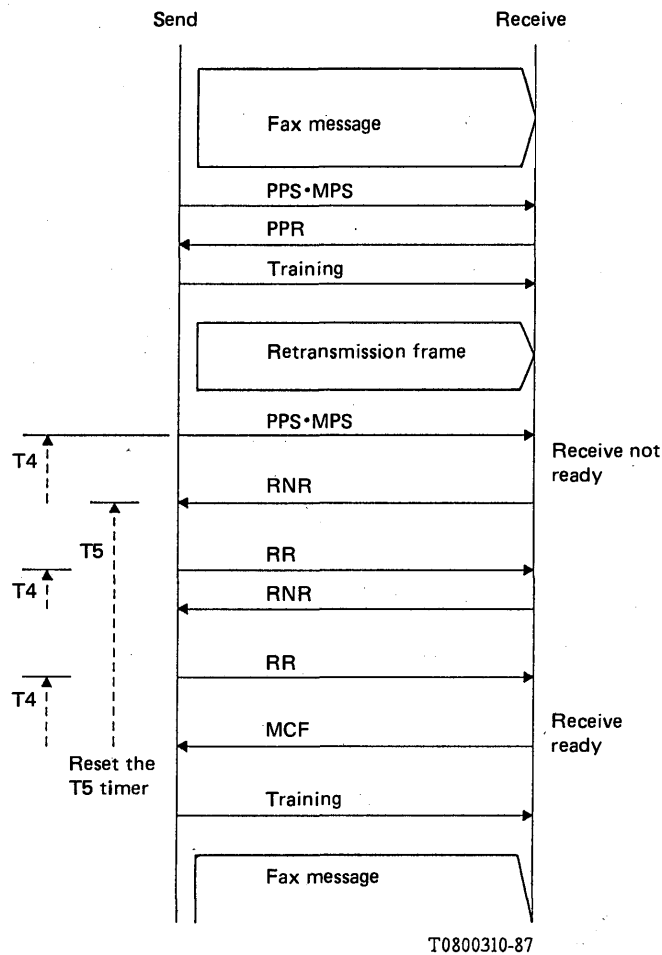 Send
Receive
Fax message
PPS•MPS
PPR
Training
Retransmission frame
PPS•MPS
T4
Receive not
ready
RNR
T5
RR
T4
RNR
RR
T4
MCF
Receive
ready
Reset the
T5 timer
Training
Fax message
T0800310-87